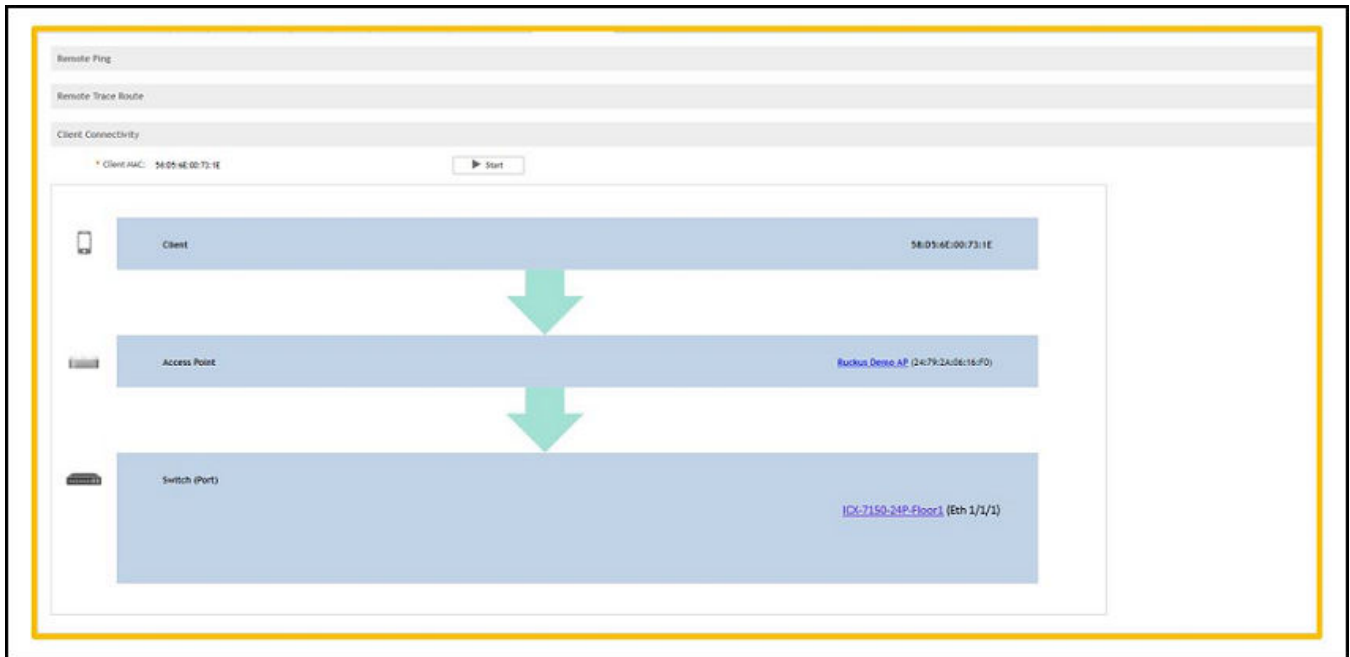 Remote Ping
Remote Trace Route
Client Connectivity
* Client MAC: 58:05:6E:00:73:1E
Start
Client 58:05:6E:00:73:1E
Access Point Ruckus Demo AP (24:79:2A:06:16:F0)
Switch (Port)
ICX-7150-24P-Floor1 (Eth 1/1/1)